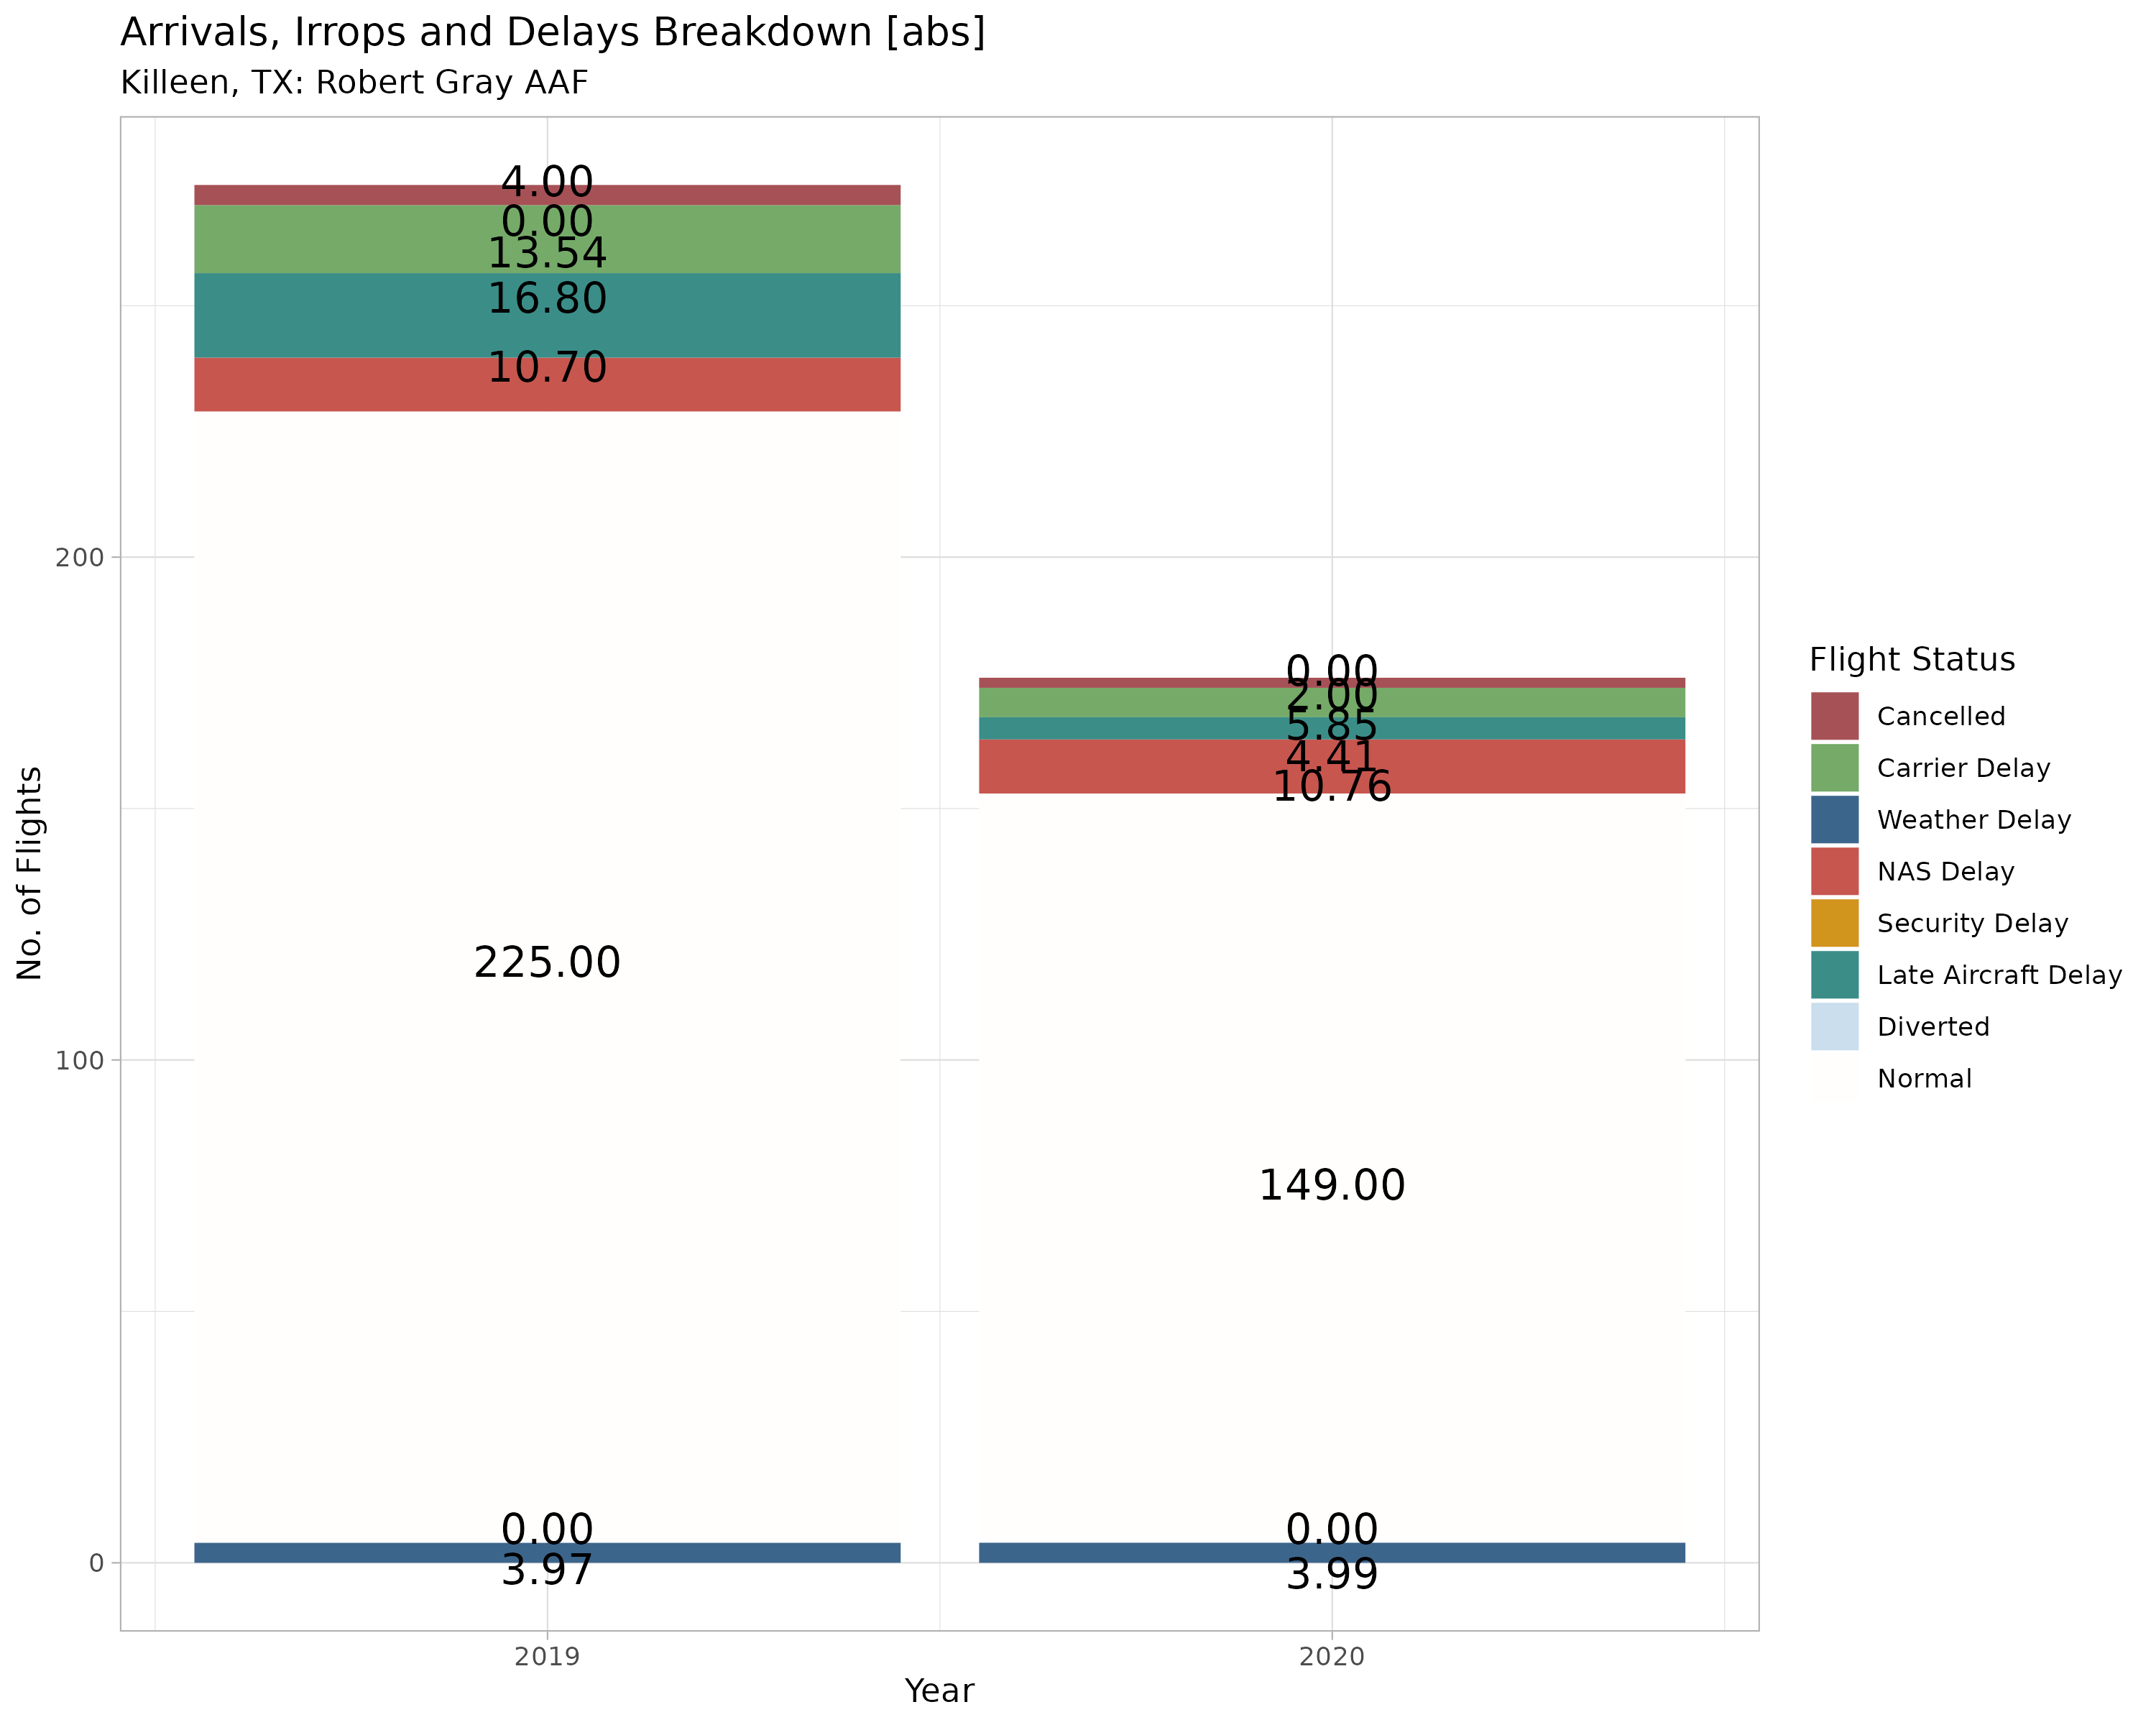 Arrivals, Irrops and Delays Breakdown [abs]
Killeen, TX: Robert Gray AAF
No. of Flights
200
100
0
4.00
0.00
13.54
16.80
10.70
225.00
0.00
3.97
0.00
2.00
5.85
4.41
10.76
149.00
0.00
3.99
2019
2020
Year
Flight Status
Cancelled
Carrier Delay
Weather Delay
NAS Delay
Security Delay
Late Aircraft Delay
Diverted
Normal